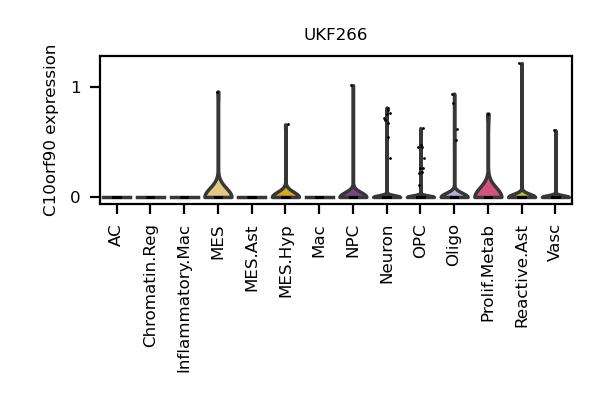 UKF266
C10orf90 expression
1
0
AC
Chromatin.Reg
Inflammatory.Mac
MES
MES.Ast
MES.Hyp
Mac
NPC
Neuron
OPC
Oligo
Prolif.Metab
Reactive.Ast
Vasc